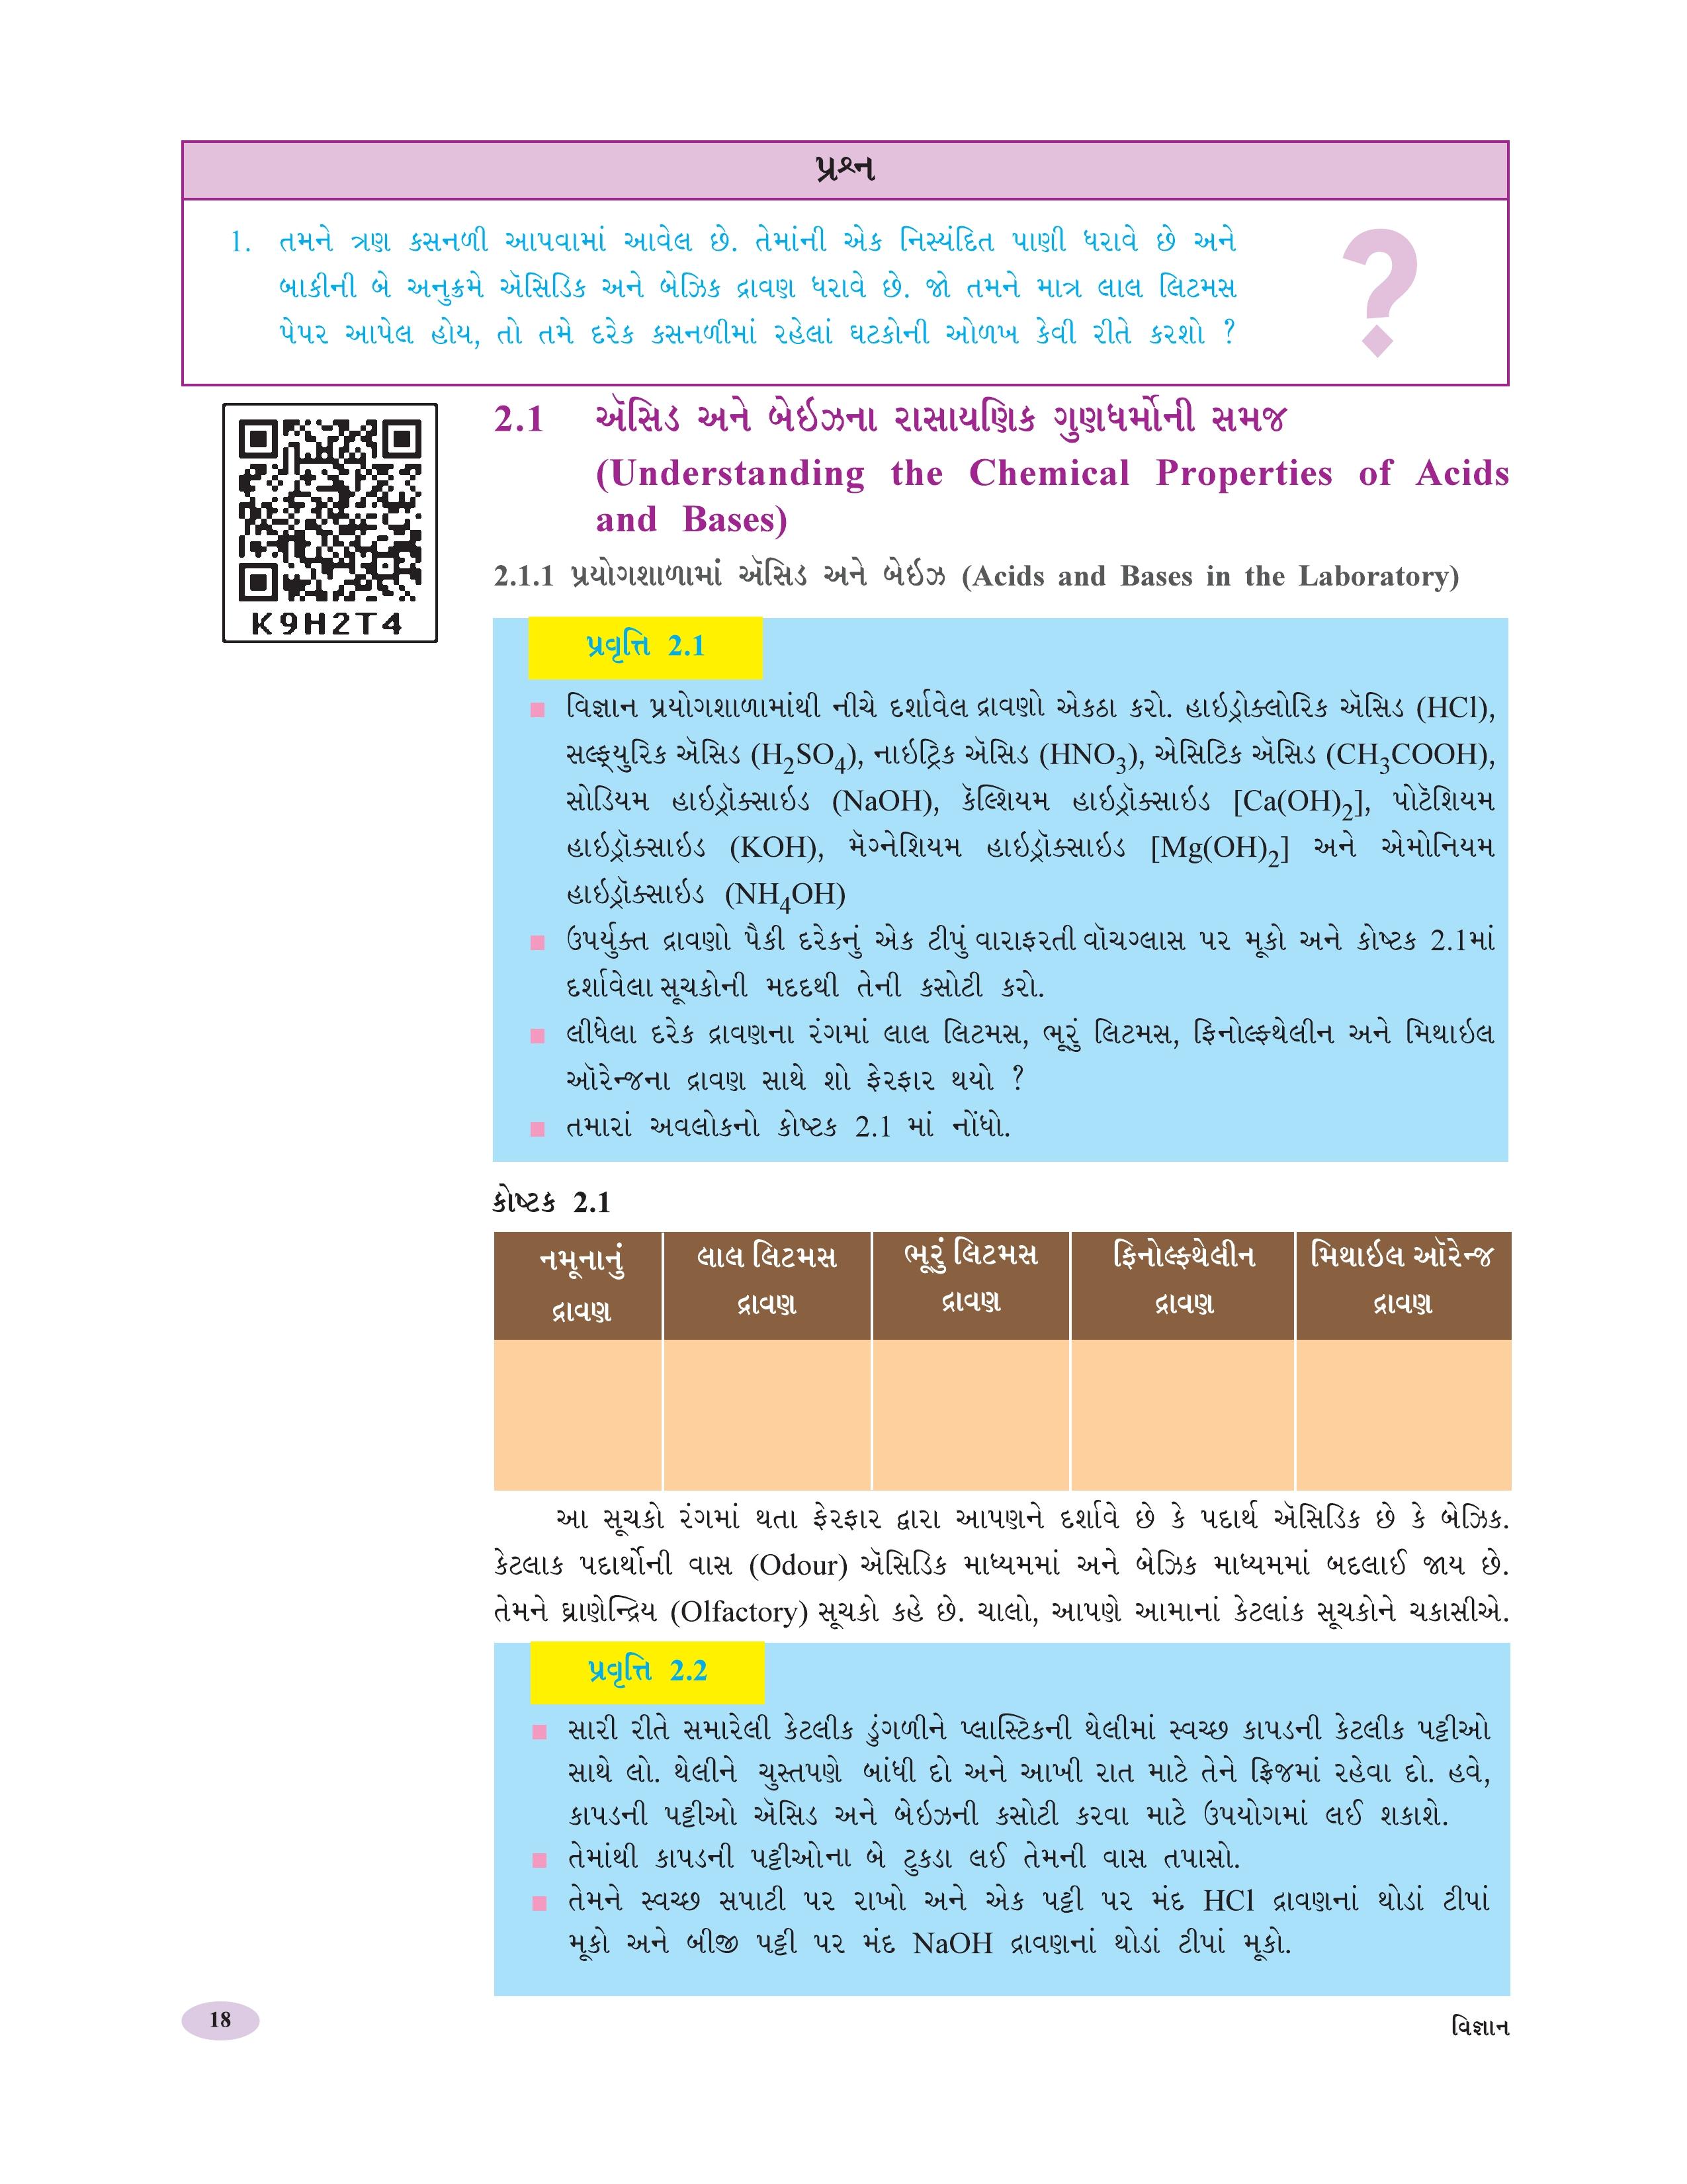 પ્રશ્ન
1. તમને ત્રણ કસનળી આપવામાં આવેલ છે. તેમાંની એક નિસ્યંદિત પાણી ધરાવે છે અને
બાકીની બે અનુક્રમે ઍસિડિક અને બેઝિક દ્રાવણ ધરાવે છે. જો તમને માત્ર લાલ લિટમસ
પેપર આપેલ હોય, તો તમે દરેક કસનળીમાં રહેલાં ઘટકોની ઓળખ કેવી રીતે કરશો ?
?
K9H2T4
2.1 ઍસિડ અને બેઇઝના રાસાયણિક ગુણધર્મોની સમજ
(Understanding the Chemical Properties of Acids
and Bases)
2.1.1 પ્રયોગશાળામાં ઍસિડ અને બેઇઝ (Acids and Bases in the Laboratory)
પ્રવૃત્તિ 2.1
■ વિજ્ઞાન પ્રયોગશાળામાંથી નીચે દર્શાવેલ દ્રાવણો એકઠા કરો. હાઇડ્રોક્લોરિક ઍસિડ (HCl),
સલ્ફ્યુરિક ઍસિડ (H₂SO₄), નાઇટ્રિક ઍસિડ (HNO₃), એસિટિક ઍસિડ (CH₃COOH),
સોડિયમ હાઇડ્રૉક્સાઇડ (NaOH), કૅલ્શિયમ હાઇડ્રૉક્સાઇડ [Ca(OH)₂], પોટૅશિયમ
હાઇડ્રૉક્સાઇડ (KOH), મૅગ્નેશિયમ હાઇડ્રૉક્સાઇડ [Mg(OH)₂] અને એમોનિયમ
હાઇડ્રૉક્સાઇડ (NH₄OH)
■ ઉપર્યુક્ત દ્રાવણો પૈકી દરેકનું એક ટીપું વારાફરતી વૉચગ્લાસ પર મૂકો અને કોષ્ટક 2.1માં
દર્શાવેલા સૂચકોની મદદથી તેની કસોટી કરો.
■ લીધેલા દરેક દ્રાવણના રંગમાં લાલ લિટમસ, ભૂરું લિટમસ, ફિનોલ્ફથેલીન અને મિથાઇલ
ઑરેન્જના દ્રાવણ સાથે શો ફેરફાર થયો ?
■ તમારાં અવલોકનો કોષ્ટક 2.1 માં નોંધો.
કોષ્ટક 2.1
નમૂનાનું દ્રાવણ
લાલ લિટમસ દ્રાવણ
ભૂરું લિટમસ દ્રાવણ
ફિનોલ્ફથેલીન દ્રાવણ
મિથાઇલ ઑરેન્જ દ્રાવણ
આ સૂચકો રંગમાં થતા ફેરફાર દ્વારા આપણને દર્શાવે છે કે પદાર્થ ઍસિડિક છે કે બેઝિક.
કેટલાક પદાર્થોની વાસ (Odour) ઍસિડિક માધ્યમમાં અને બેઝિક માધ્યમમાં બદલાઈ જાય છે.
તેમને ઘ્રાણેન્દ્રિય (Olfactory) સૂચકો કહે છે. ચાલો, આપણે આમાનાં કેટલાંક સૂચકોને ચકાસીએ.
પ્રવૃત્તિ 2.2
■ સારી રીતે સમારેલી કેટલીક ડુંગળીને પ્લાસ્ટિકની થેલીમાં સ્વચ્છ કાપડની કેટલીક પટ્ટીઓ
સાથે લો. થેલીને ચુસ્તપણે બાંધી દો અને આખી રાત માટે તેને ફ્રિજમાં રહેવા દો. હવે,
કાપડની પટ્ટીઓ ઍસિડ અને બેઇઝની કસોટી કરવા માટે ઉપયોગમાં લઈ શકાશે.
■ તેમાંથી કાપડની પટ્ટીઓના બે ટુકડા લઈ તેમની વાસ તપાસો.
■ તેમને સ્વચ્છ સપાટી પર રાખો અને એક પટ્ટી પર મંદ HCl દ્રાવણનાં થોડાં ટીપાં
મૂકો અને બીજી પટ્ટી પર મંદ NaOH દ્રાવણનાં થોડાં ટીપાં મૂકો.
18
વિજ્ઞાન